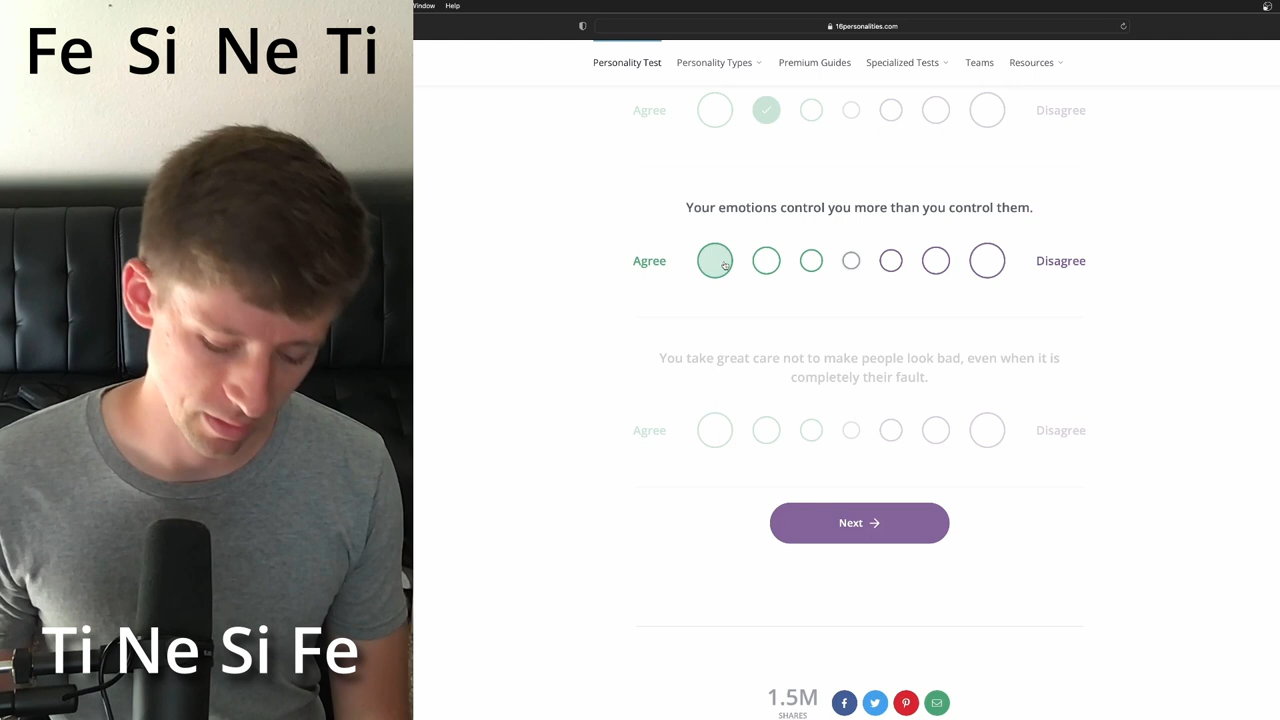 Fe Si Ne Ti
Ti Ne Si Fe
Window Help
16personalities.com
Personality Test Personality Types Premium Guides Specialized Tests Teams Resources
Agree Disagree
Your emotions control you more than you control them.
Agree Disagree
You take great care not to make people look bad, even when it is
completely their fault.
Agree Disagree
Next
1.5M
SHARES